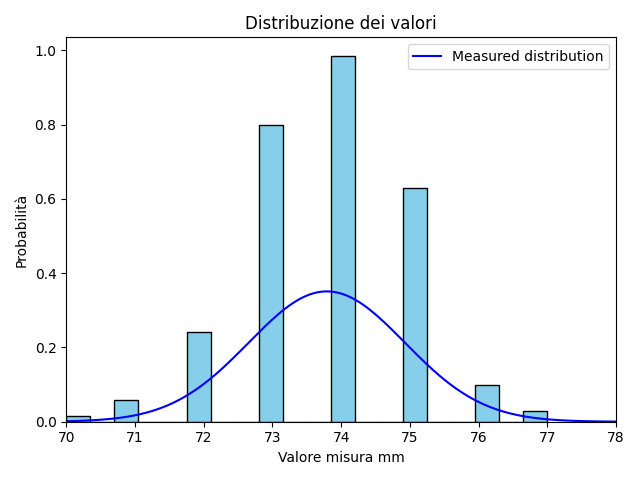 Distribuzione dei valori
Measured distribution
1.0
0.8
0.6
0.4
0.2
0.0
Probabilità
70 71 72 73 74 75 76 77 78
Valore misura mm